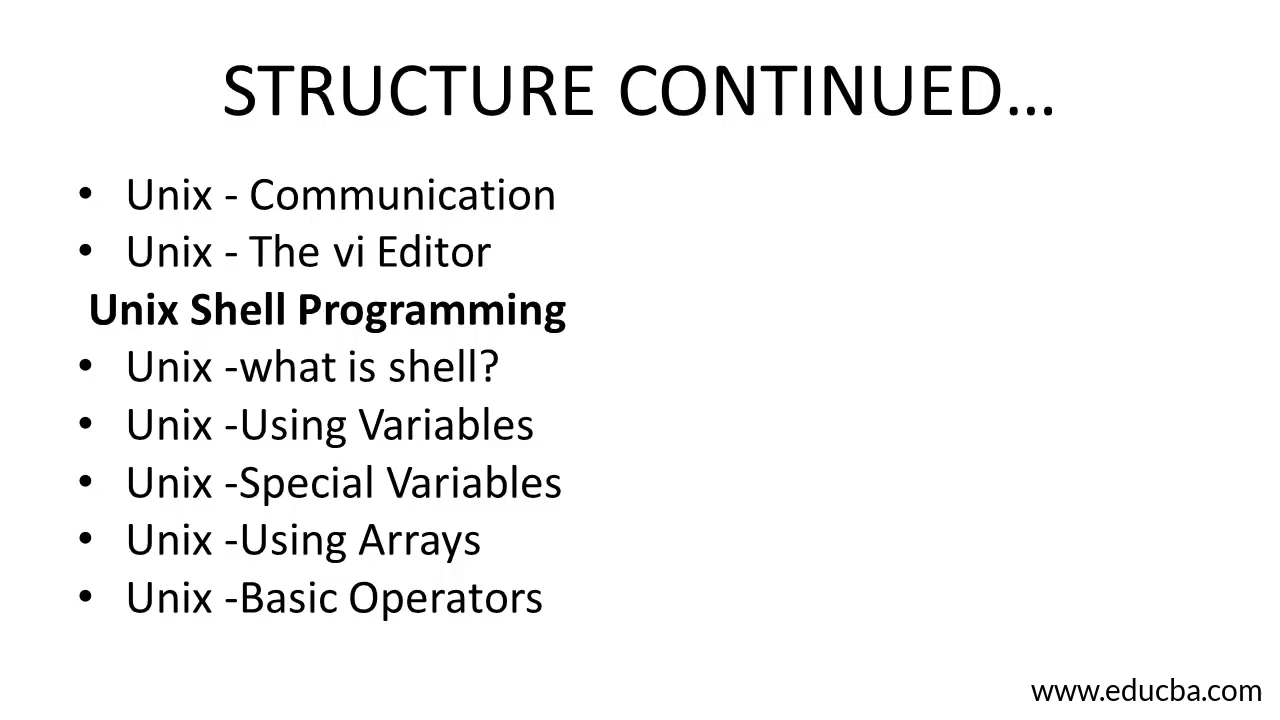 STRUCTURE CONTINUED...
• Unix - Communication
• Unix - The vi Editor
Unix Shell Programming
• Unix -what is shell?
• Unix -Using Variables
• Unix -Special Variables
• Unix -Using Arrays
• Unix -Basic Operators
www.educba.com